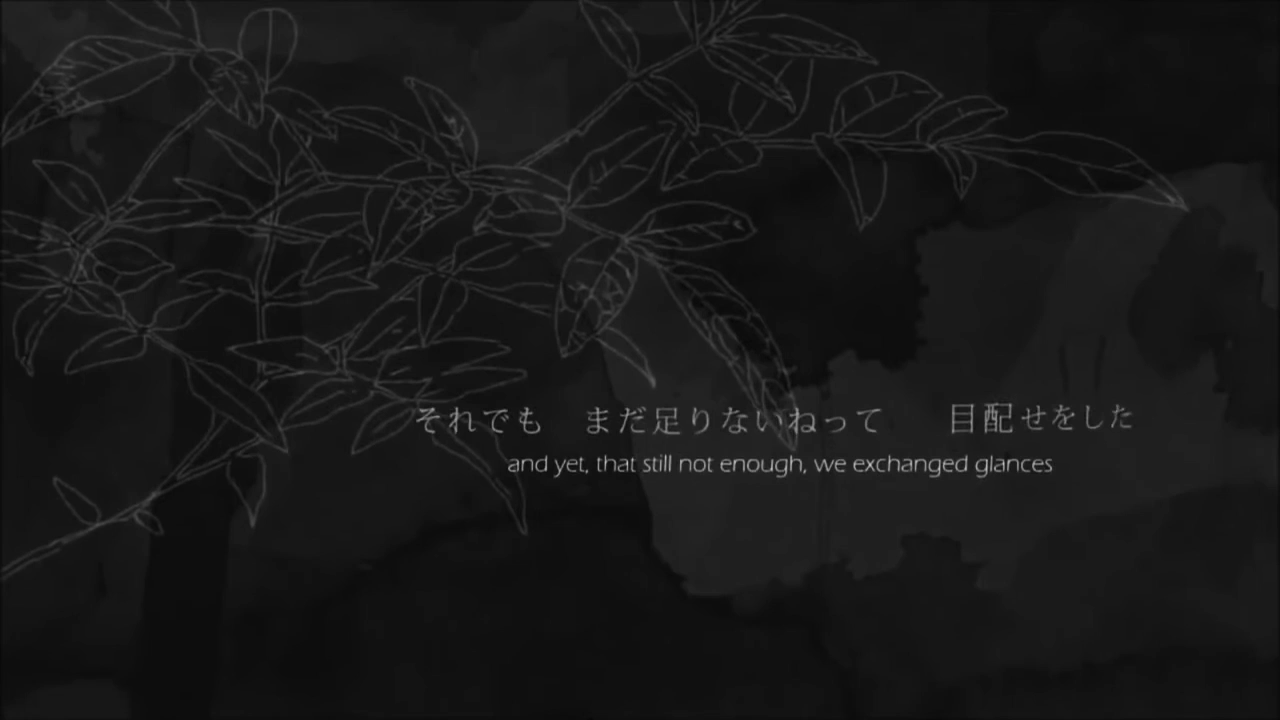 それでも　まだ足りないねって　　目配せをした
and yet, that still not enough, we exchanged glances